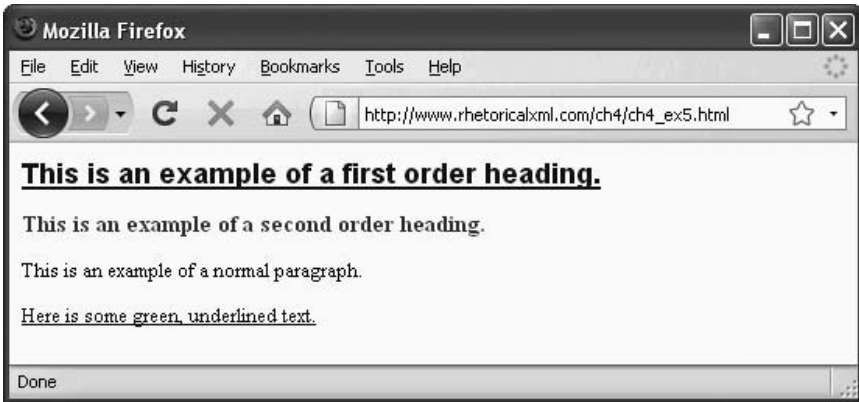 Mozilla Firefox
File Edit View History Bookmarks Tools Help
http://www.rhetoricalxml.com/ch4/ch4_ex5.html
This is an example of a first order heading.
This is an example of a second order heading.
This is an example of a normal paragraph.
Here is some green, underlined text.
Done